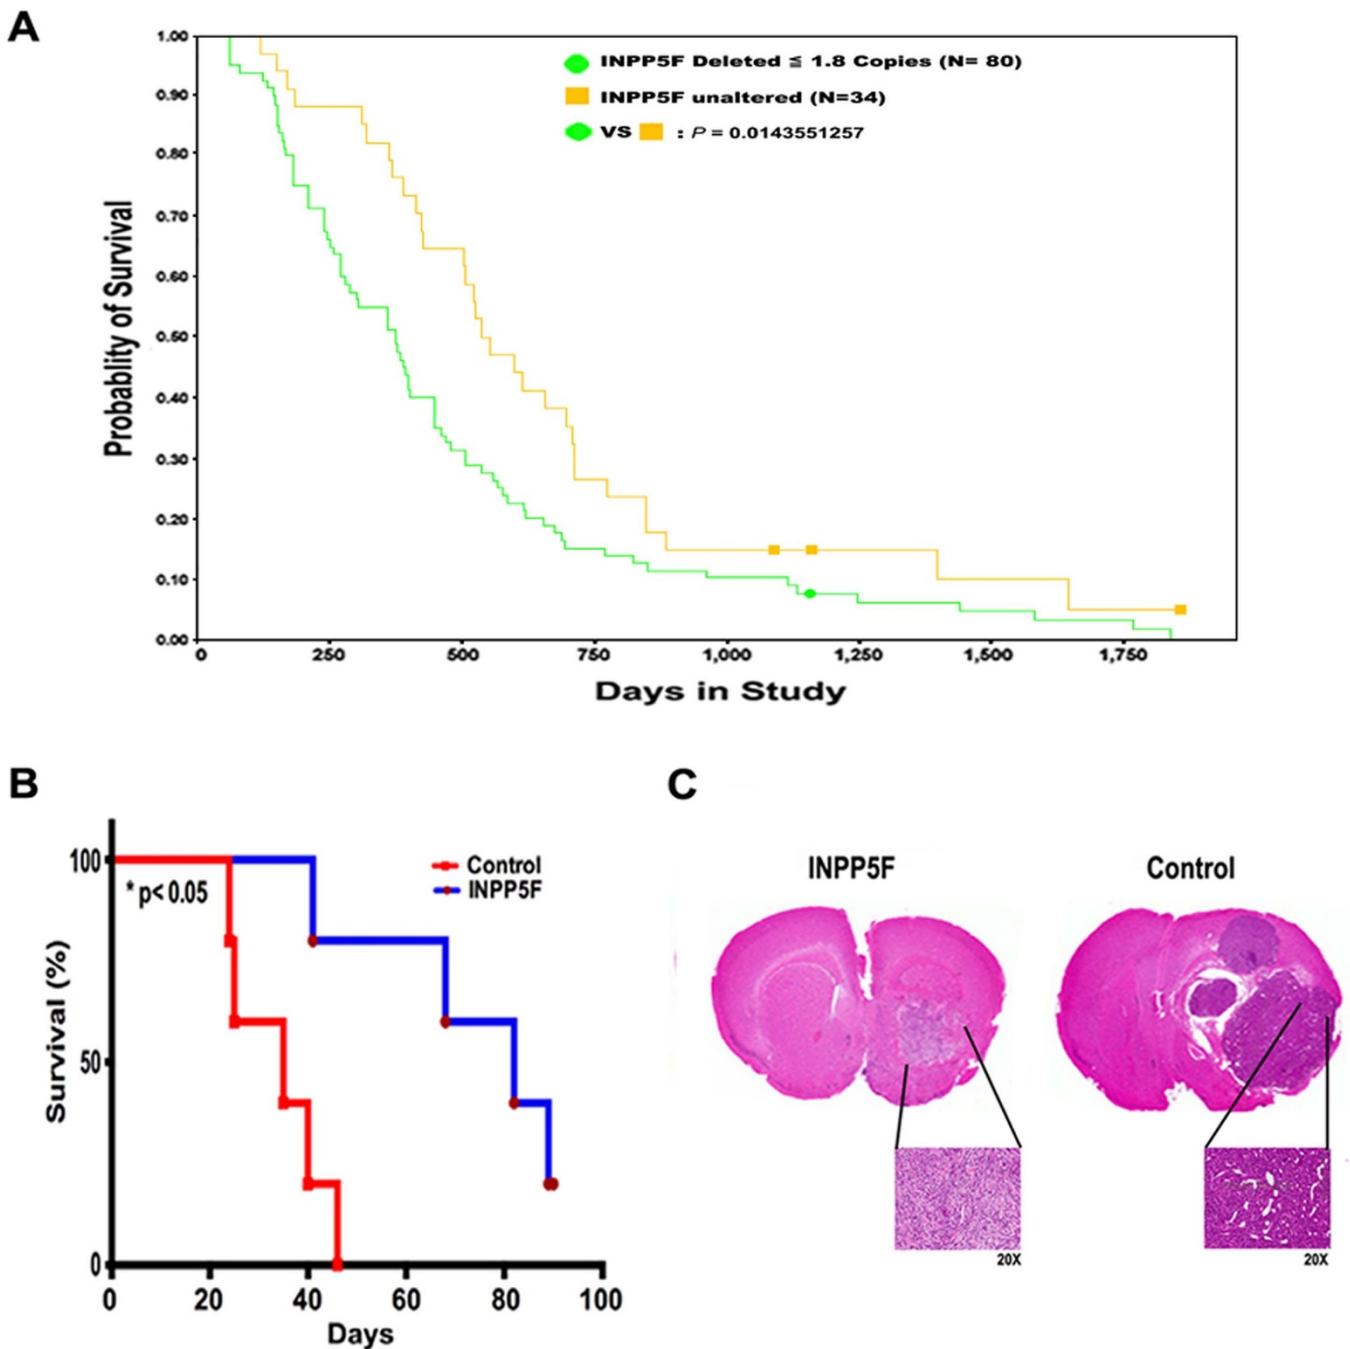 A
1.00
0.90
0.80
0.70
0.60
0.50
0.40
0.30
0.20
0.10
0.00
Probablity of Survival
INPP5F Deleted ≦ 1.8 Copies (N= 80)
INPP5F unaltered (N=34)
VS : P = 0.0143551257
0 250 500 750 1,000 1,250 1,500 1,750
Days in Study
B
100
50
0
Survival (%)
* p< 0.05
Control
INPP5F
0 20 40 60 80 100
Days
C
INPP5F
Control
20X
20X